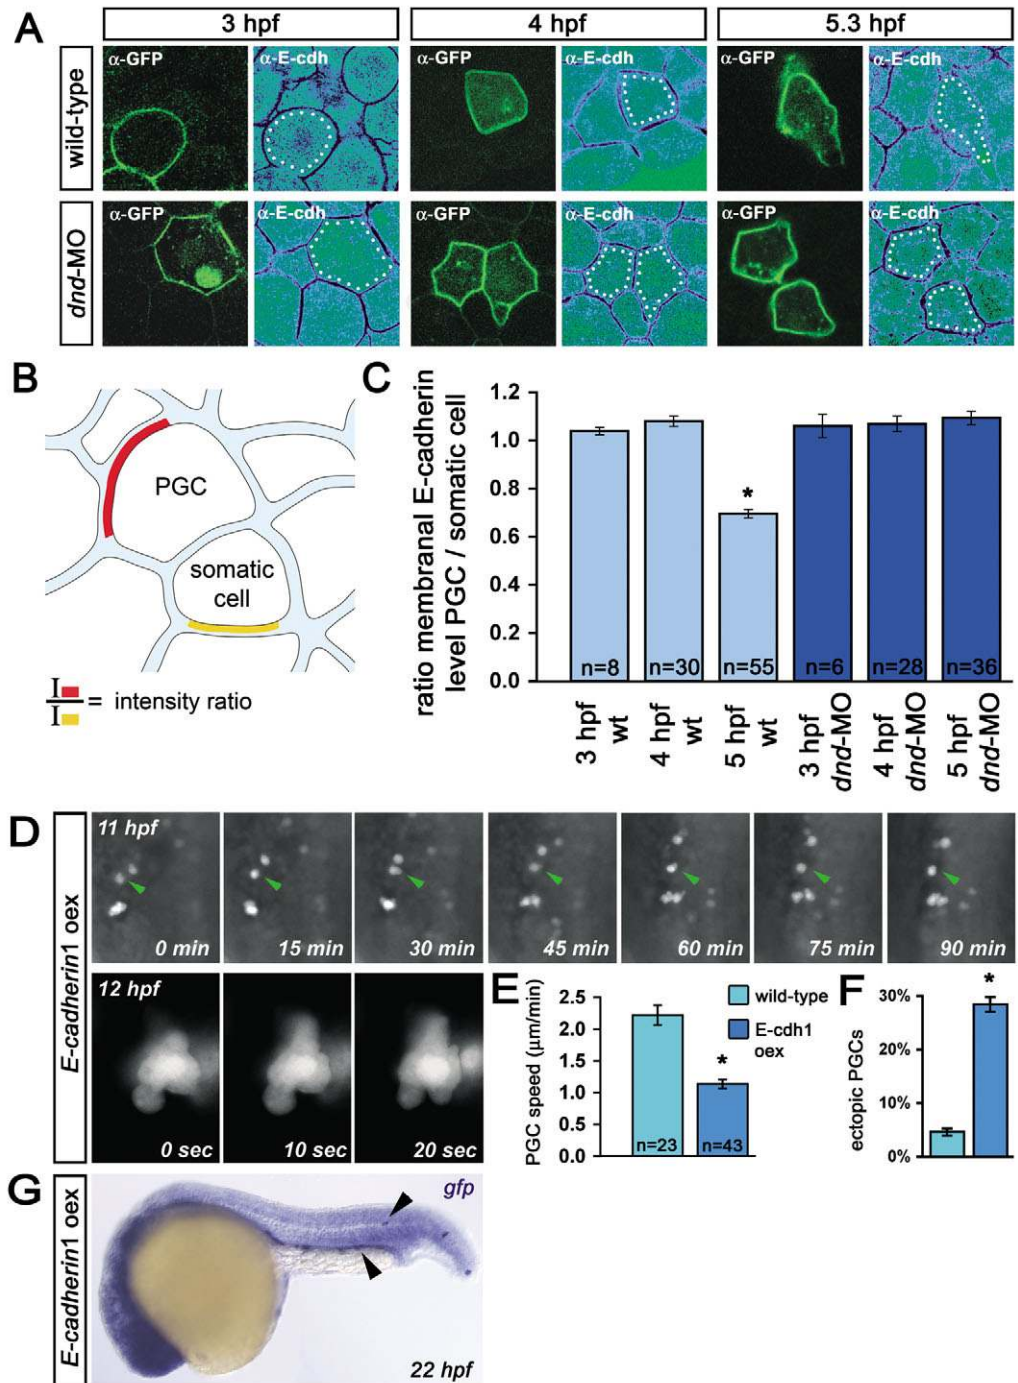 A
3 hpf
4 hpf
5.3 hpf
wild-type
α-GFP
α-E-cdh
α-GFP
α-E-cdh
α-GFP
α-E-cdh
dnd-MO
α-GFP
α-E-cdh
α-GFP
α-E-cdh
α-GFP
α-E-cdh
B
PGC
somatic
cell
I
I
= intensity ratio
C
ratio membranal E-cadherin
level PGC / somatic cell
1.2
1.0
0.8
0.6
0.4
0.2
0.0
*
n=8
n=30
n=55
n=6
n=28
n=36
3 hpf
wt
4 hpf
wt
5 hpf
wt
3 hpf
dnd-MO
4 hpf
dnd-MO
5 hpf
dnd-MO
D
E-cadherin1 oex
11 hpf
0 min
15 min
30 min
45 min
60 min
75 min
90 min
12 hpf
0 sec
10 sec
20 sec
E
PGC speed (µm/min)
2.5
2.0
1.5
1.0
0.5
0.0
*
n=23
n=43
wild-type
E-cdh1
oex
F
ectopic PGCs
30%
20%
10%
0%
*
G
E-cadherin1 oex
gfp
22 hpf